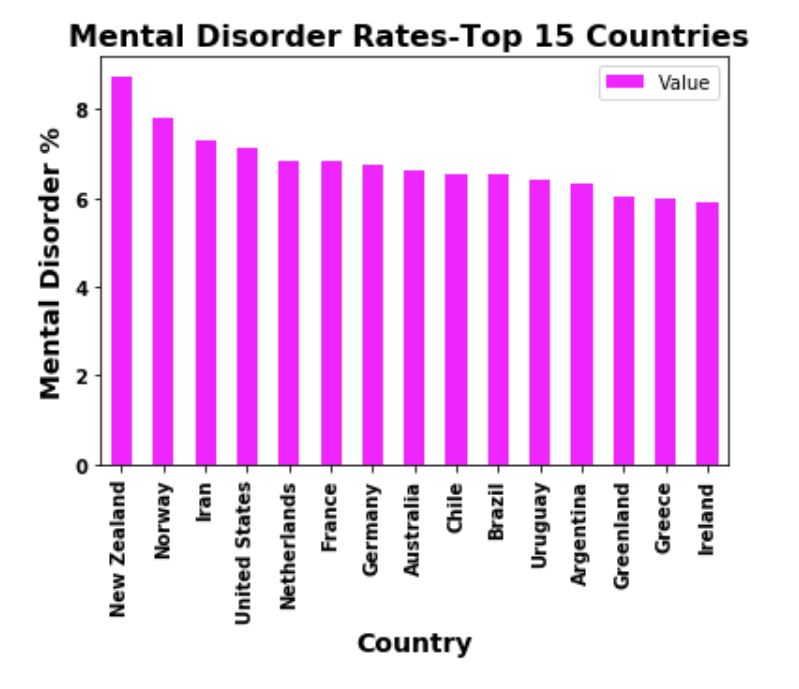 Mental Disorder Rates-Top 15 Countries
Value
Mental Disorder %
8
6
4
2
0
New Zealand
Norway
Iran
United States
Netherlands
France
Germany
Australia
Chile
Brazil
Uruguay
Argentina
Greenland
Greece
Ireland
Country